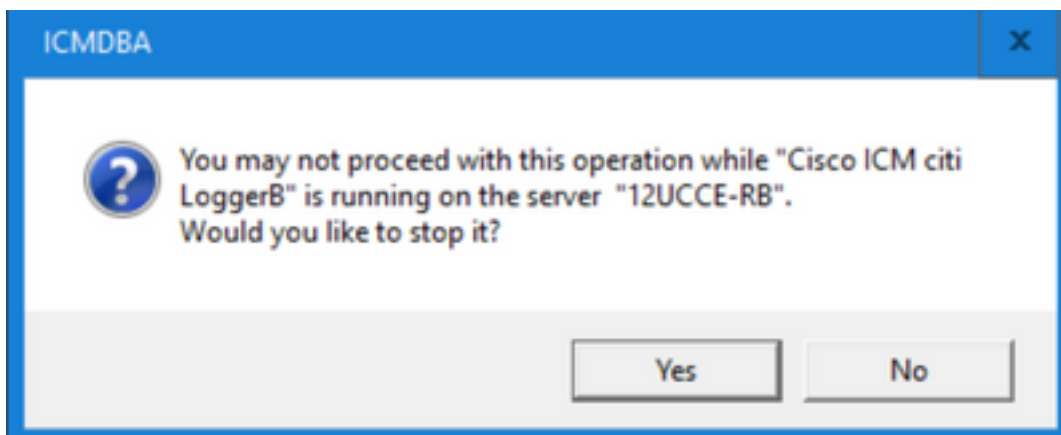 ICMDBA
You may not proceed with this operation while "Cisco ICM citi
LoggerB" is running on the server "12UCCE-RB".
Would you like to stop it?
Yes No